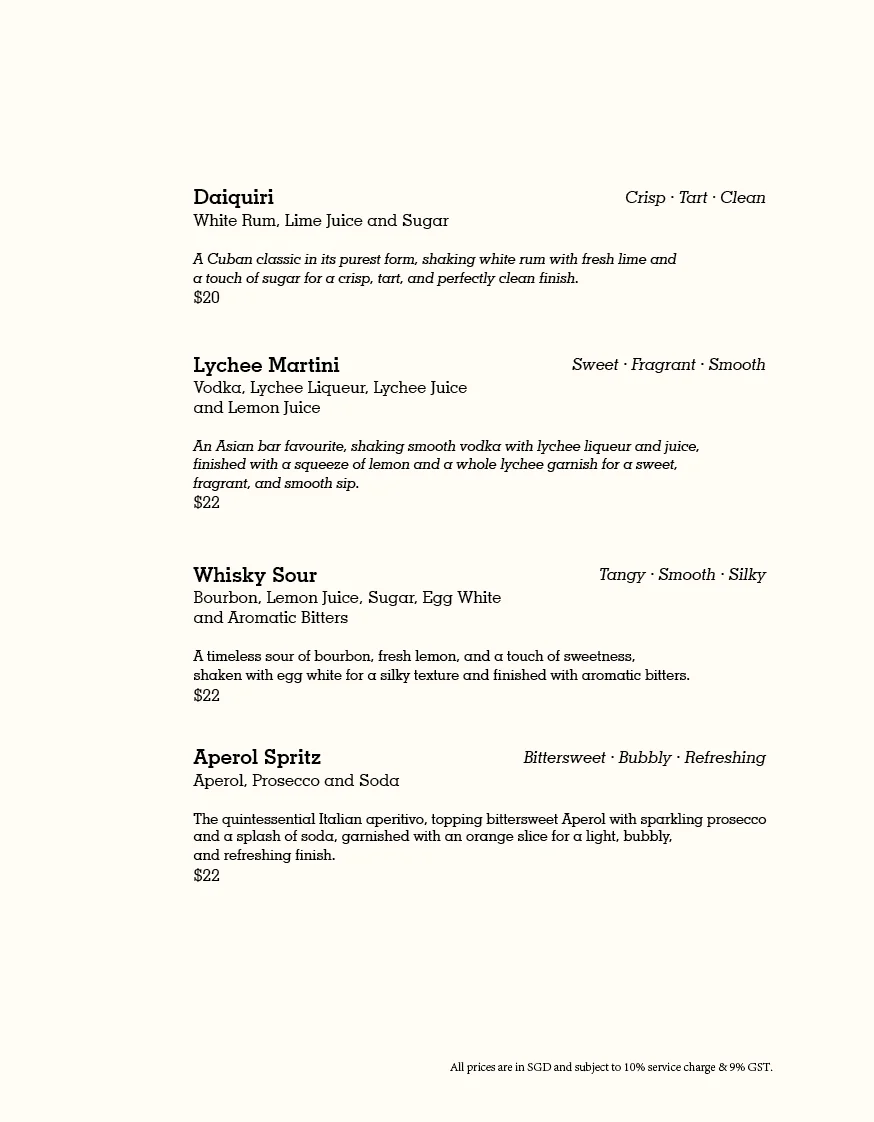 Daiquiri Crisp · Tart · Clean
White Rum, Lime Juice and Sugar
A Cuban classic in its purest form, shaking white rum with fresh lime and
a touch of sugar for a crisp, tart, and perfectly clean finish.
$20
Lychee Martini Sweet · Fragrant · Smooth
Vodka, Lychee Liqueur, Lychee Juice
and Lemon Juice
An Asian bar favourite, shaking smooth vodka with lychee liqueur and juice,
finished with a squeeze of lemon and a whole lychee garnish for a sweet,
fragrant, and smooth sip.
$22
Whisky Sour Tangy · Smooth · Silky
Bourbon, Lemon Juice, Sugar, Egg White
and Aromatic Bitters
A timeless sour of bourbon, fresh lemon, and a touch of sweetness,
shaken with egg white for a silky texture and finished with aromatic bitters.
$22
Aperol Spritz Bittersweet · Bubbly · Refreshing
Aperol, Prosecco and Soda
The quintessential Italian aperitivo, topping bittersweet Aperol with sparkling prosecco
and a splash of soda, garnished with an orange slice for a light, bubbly,
and refreshing finish.
$22
All prices are in SGD and subject to 10% service charge & 9% GST.